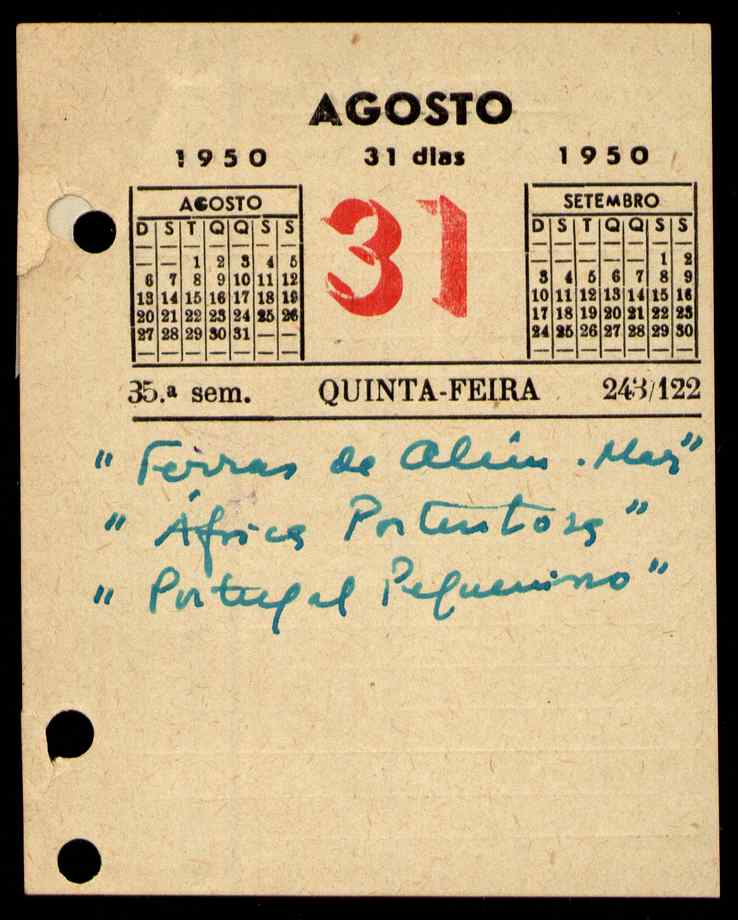 AGOSTO
1950 31 dias 1950
AGOSTO
D S T Q Q S S
— — 1 2 3 4 5
6 7 8 9 10 11 12
13 14 15 16 17 18 19
20 21 22 23 24 25 26
27 28 29 30 31 — —
— — — — — — —
31
SETEMBRO
D S T Q Q S S
— — — — — 1 2
3 4 5 6 7 8 9
10 11 12 13 14 15 16
17 18 19 20 21 22 23
24 25 26 27 28 29 30
— — — — — — —
35.ª sem. QUINTA-FEIRA 243/122
"Terras de Além-Mar"
"África Portentosa"
"Portugal Pequenino"